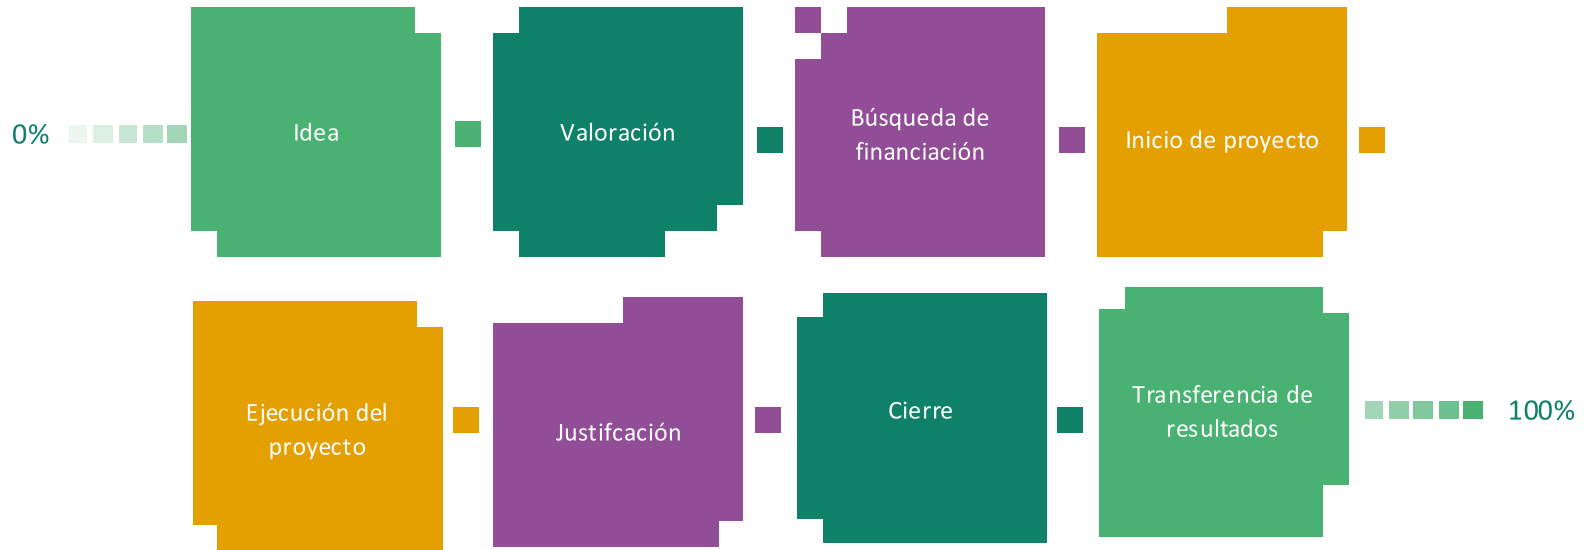 0%
Idea
Valoración
Búsqueda de
financiación
Inicio de proyecto
Ejecución del
proyecto
Justifcación
Cierre
Transferencia de
resultados
100%